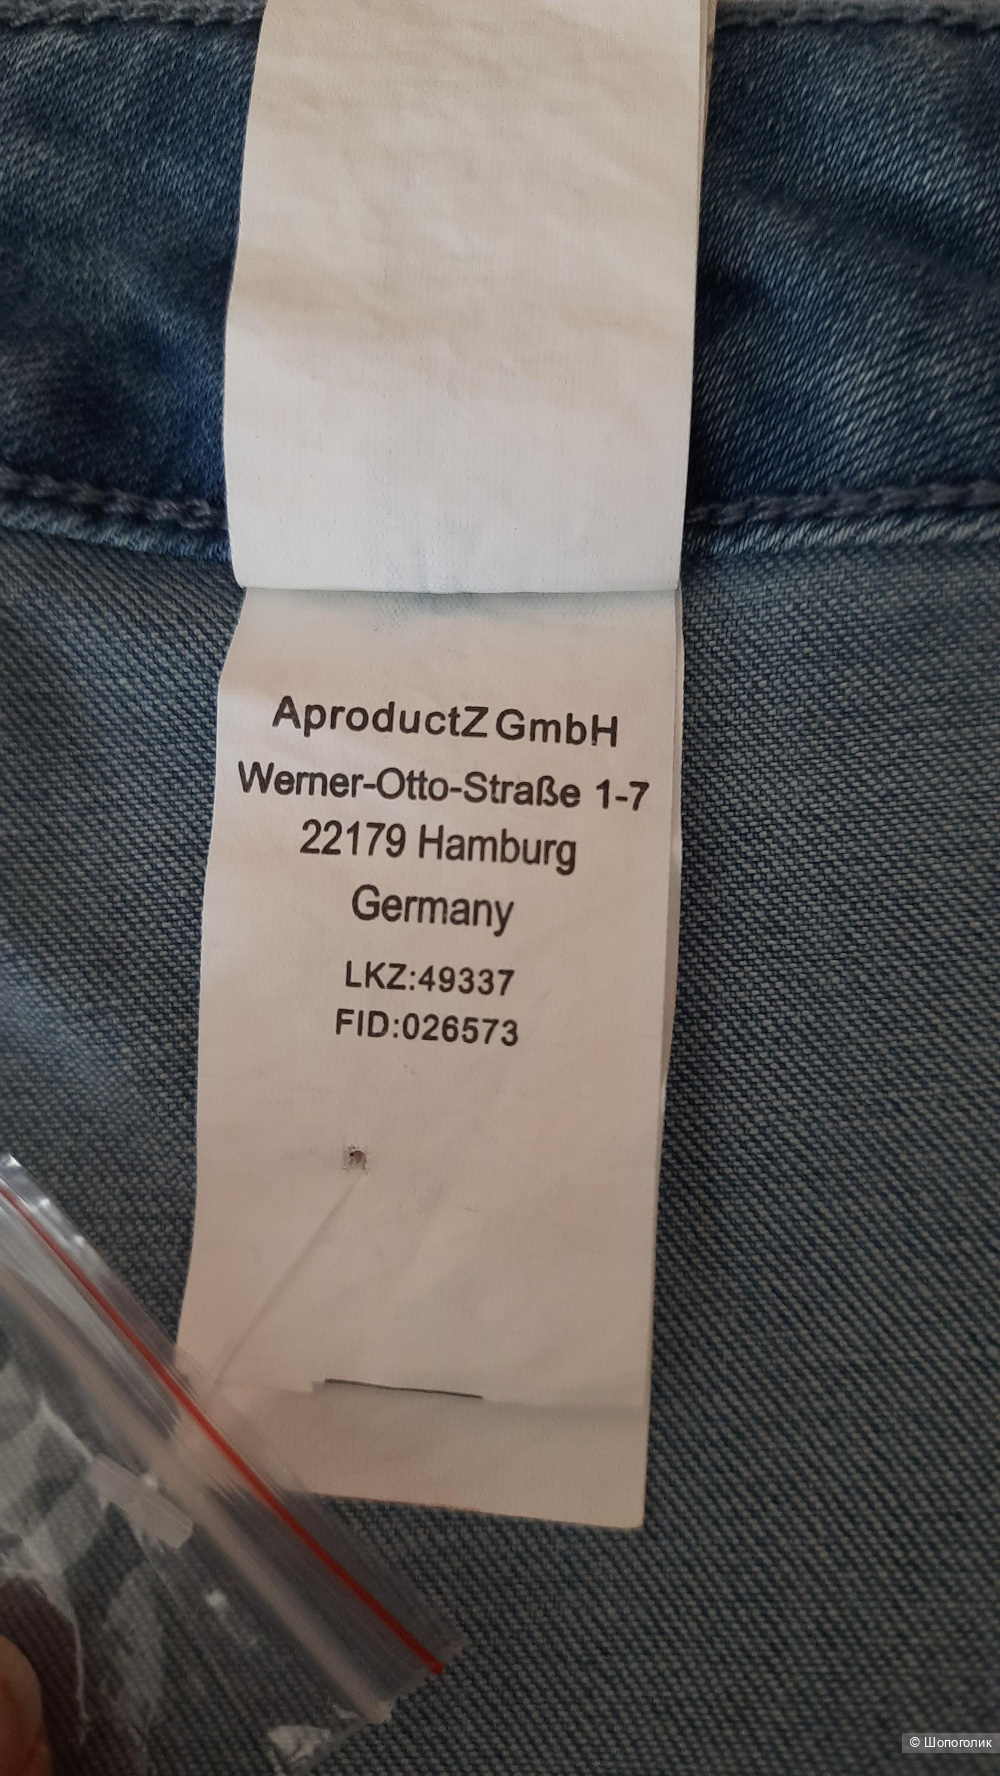 AproductZ GmbH
Werner-Otto-Straße 1-7
22179 Hamburg
Germany
LKZ:49337
FID:026573
© Шопоголик